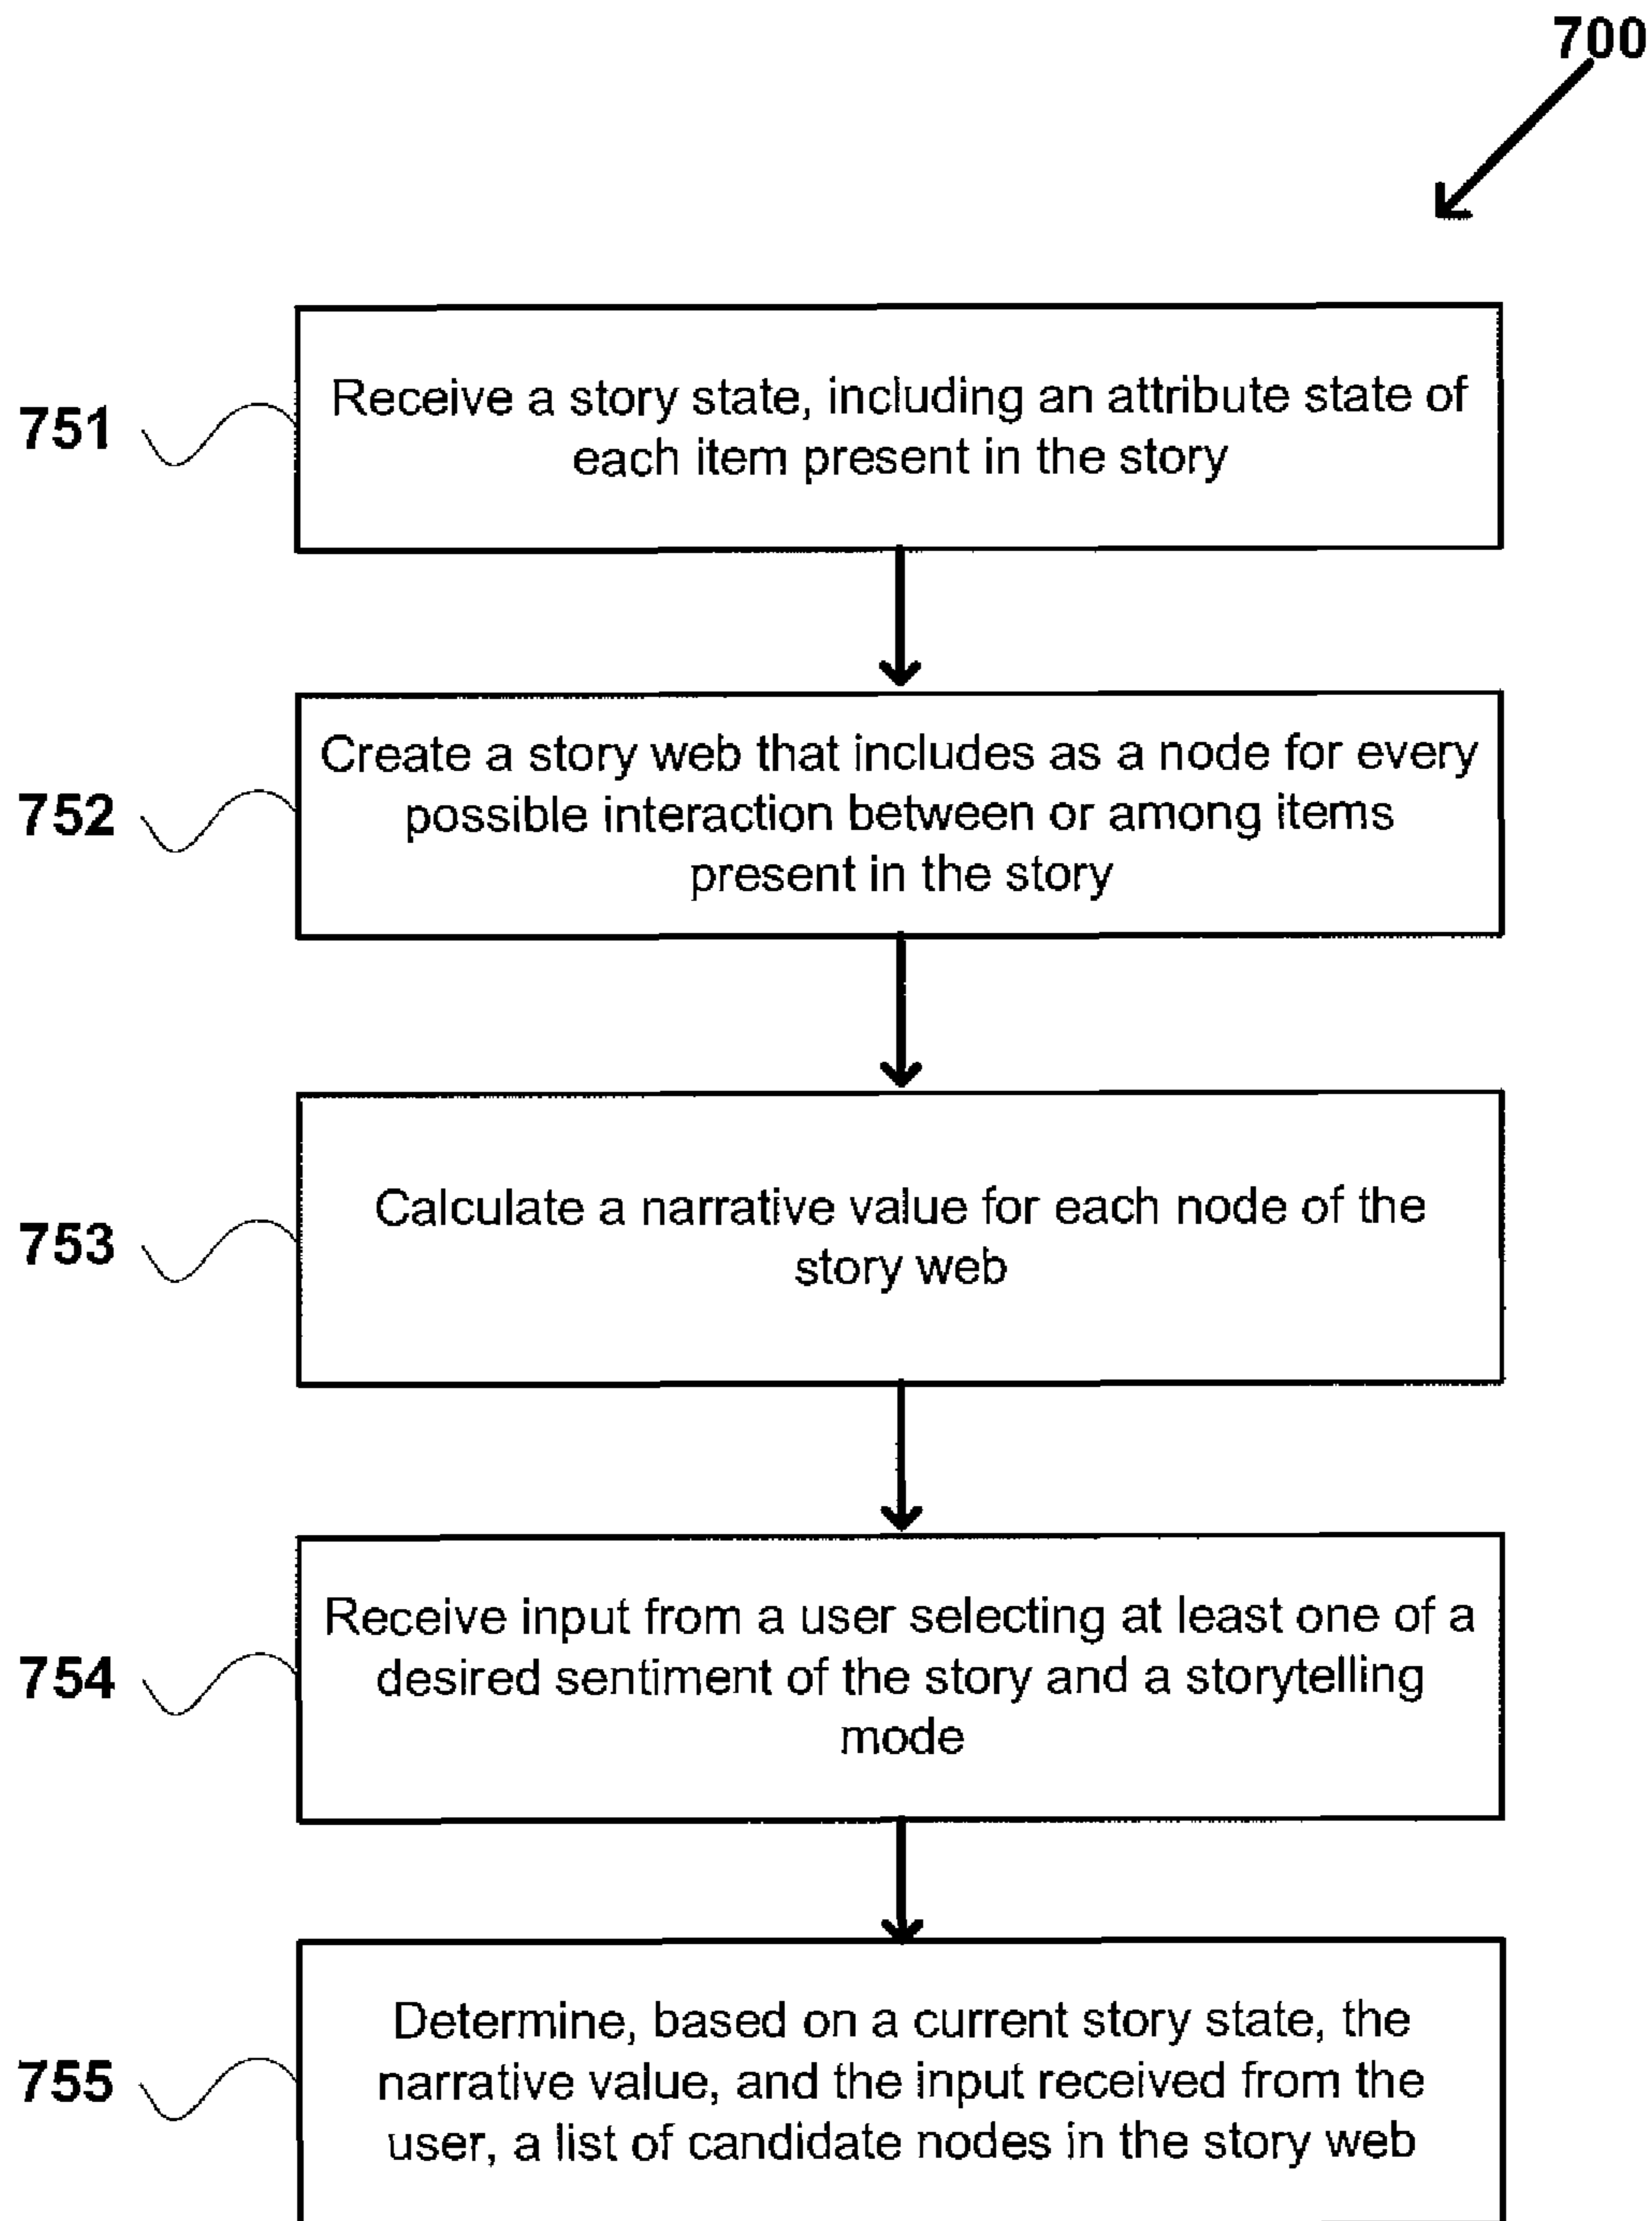 700
751
Receive a story state, including an attribute state of
each item present in the story
752
Create a story web that includes as a node for every
possible interaction between or among items
present in the story
753
Calculate a narrative value for each node of the
story web
754
Receive input from a user selecting at least one of a
desired sentiment of the story and a storytelling
mode
755
Determine, based on a current story state, the
narrative value, and the input received from the
user, a list of candidate nodes in the story web